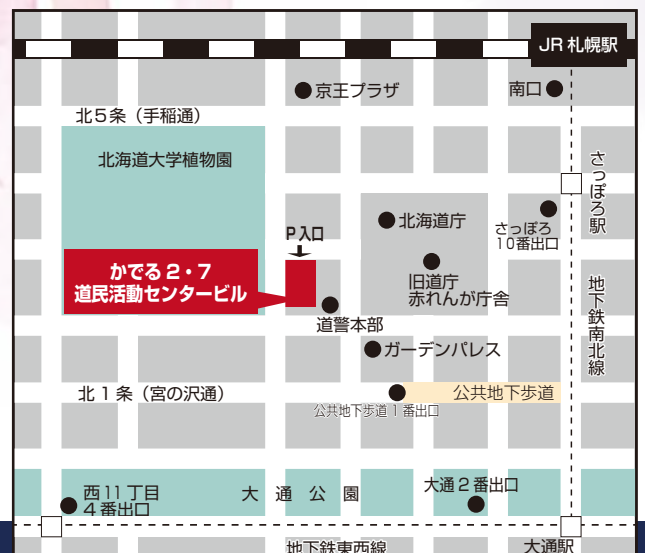 JR 札幌駅
京王プラザ
南口
北5条（手稲通）
北海道大学植物園
さっぽろ駅
北海道庁
さっぽろ
10番出口
P 入口
かでる 2・7
道民活動センタービル
旧道庁
赤れんが庁舎
地下鉄南北線
道警本部
ガーデンパレス
北 1 条（宮の沢通）
公共地下歩道
公共地下歩道 1 番出口
西11丁目
4番出口
大通公園
大通 2 番出口
地下鉄東西線
大通駅